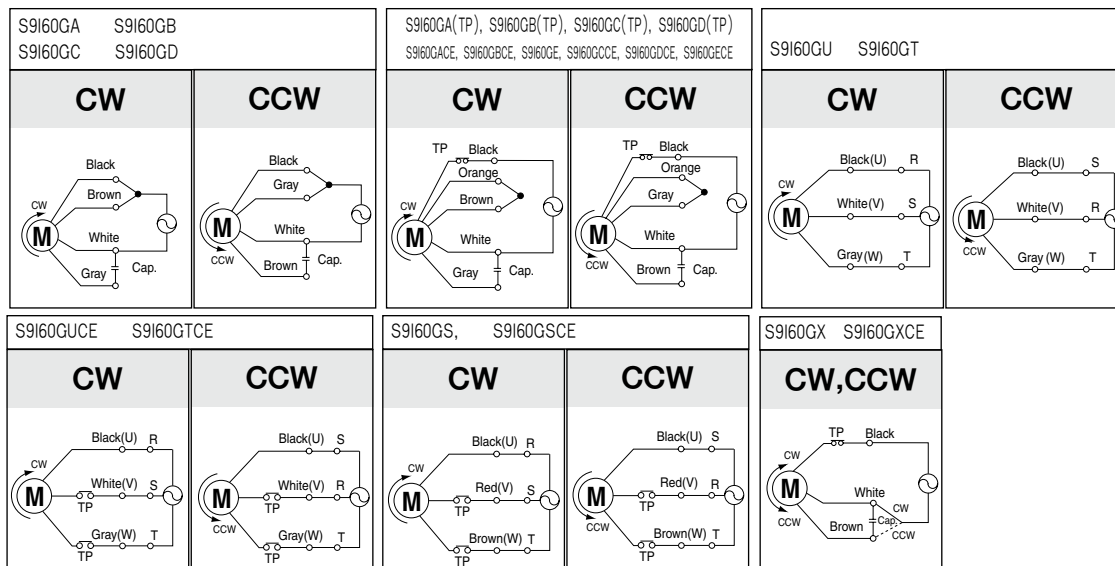 S9I60GA S9I60GB
S9I60GC S9I60GD
CW CCW
Black
Brown
CW
M
White
Gray
Cap.
Black
Gray
M
White
CCW
Brown
Cap.
S9I60GA(TP), S9I60GB(TP), S9I60GC(TP), S9I60GD(TP)
S9I60GACE, S9I60GBCE, S9I60GE, S9I60GCCE, S9I60GDCE, S9I60GECE
CW CCW
TP Black
Orange
CW
Brown
M
White
Gray
Cap.
TP Black
Orange
Gray
M
White
CCW
Brown
Cap.
S9I60GU S9I60GT
CW CCW
Black(U) R
CW
M
White(V) S
Gray(W) T
Black(U) S
White(V) R
M
CCW
Gray(W) T
S9I60GUCE S9I60GTCE
CW CCW
Black(U) R
CW
M
White(V) S
TP
Gray(W) T
TP
Black(U) S
White(V) R
M
TP
CCW
Gray(W) T
TP
S9I60GS, S9I60GSCE
CW CCW
Black(U) R
CW
M
Red(V) S
TP
Brown(W) T
TP
Black(U) S
Red(V) R
M
TP
CCW
Brown(W) T
TP
S9I60GX S9I60GXCE
CW,CCW
TP Black
CW
M
White
CW
Cap.
Brown
CCW
CCW